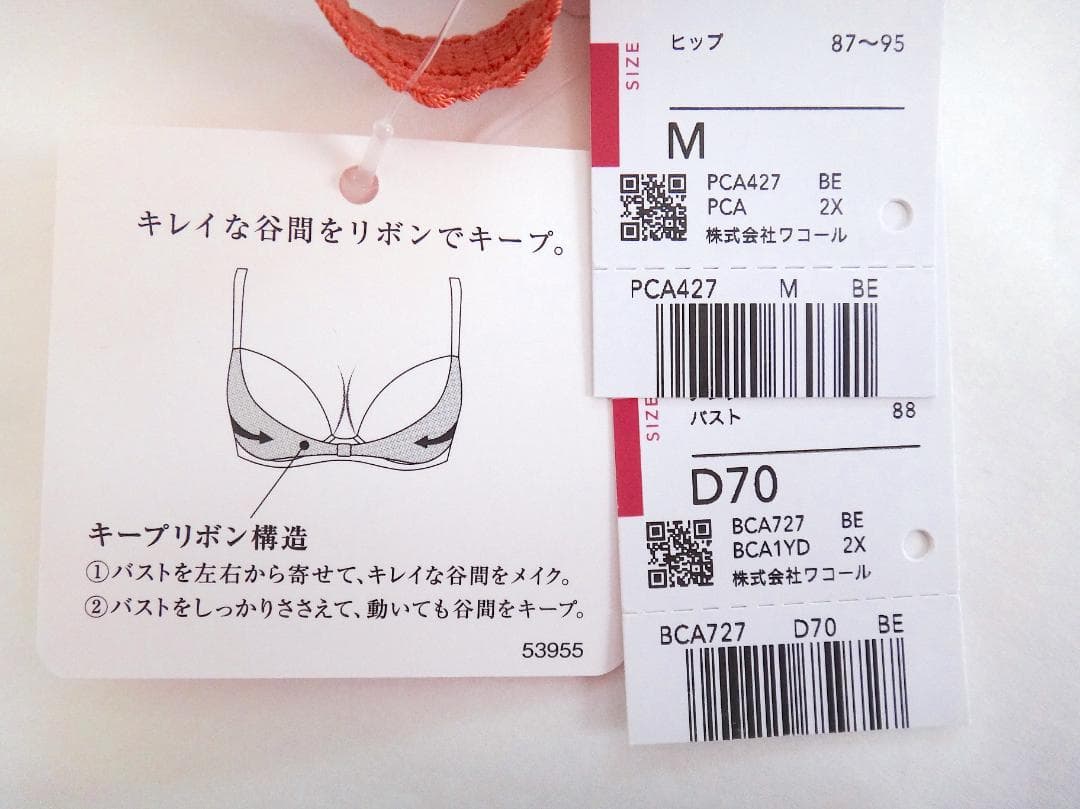 キレイな谷間をリボンでキープ。
キープリボン構造
①バストを左右から寄せて、キレイな谷間をメイク。
②バストをしっかりささえて、動いても谷間をキープ。
53955
SIZE
ヒップ 87～95
M
PCA427 BE
PCA 2X
株式会社ワコール
PCA427 M BE
SIZE
バスト 88
D70
BCA727 BE
BCA1YD 2X
株式会社ワコール
BCA727 D70 BE